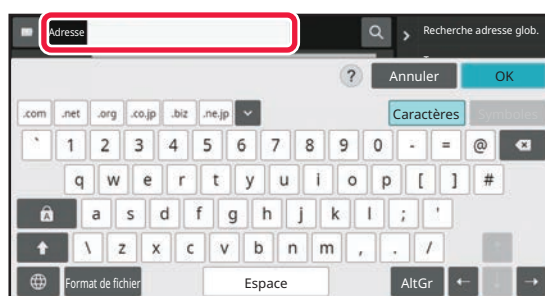 Adresse
Recherche adresse glob.
? Annuler OK
.com .net .org .co.jp .biz .ne.jp Caractères Symboles
` 1 2 3 4 5 6 7 8 9 0 - = @
q w e r t y u i o p [ ] #
A a s d f g h j k l ; '
\ z x c v b n m , . /
Format de fichier Espace AltGr